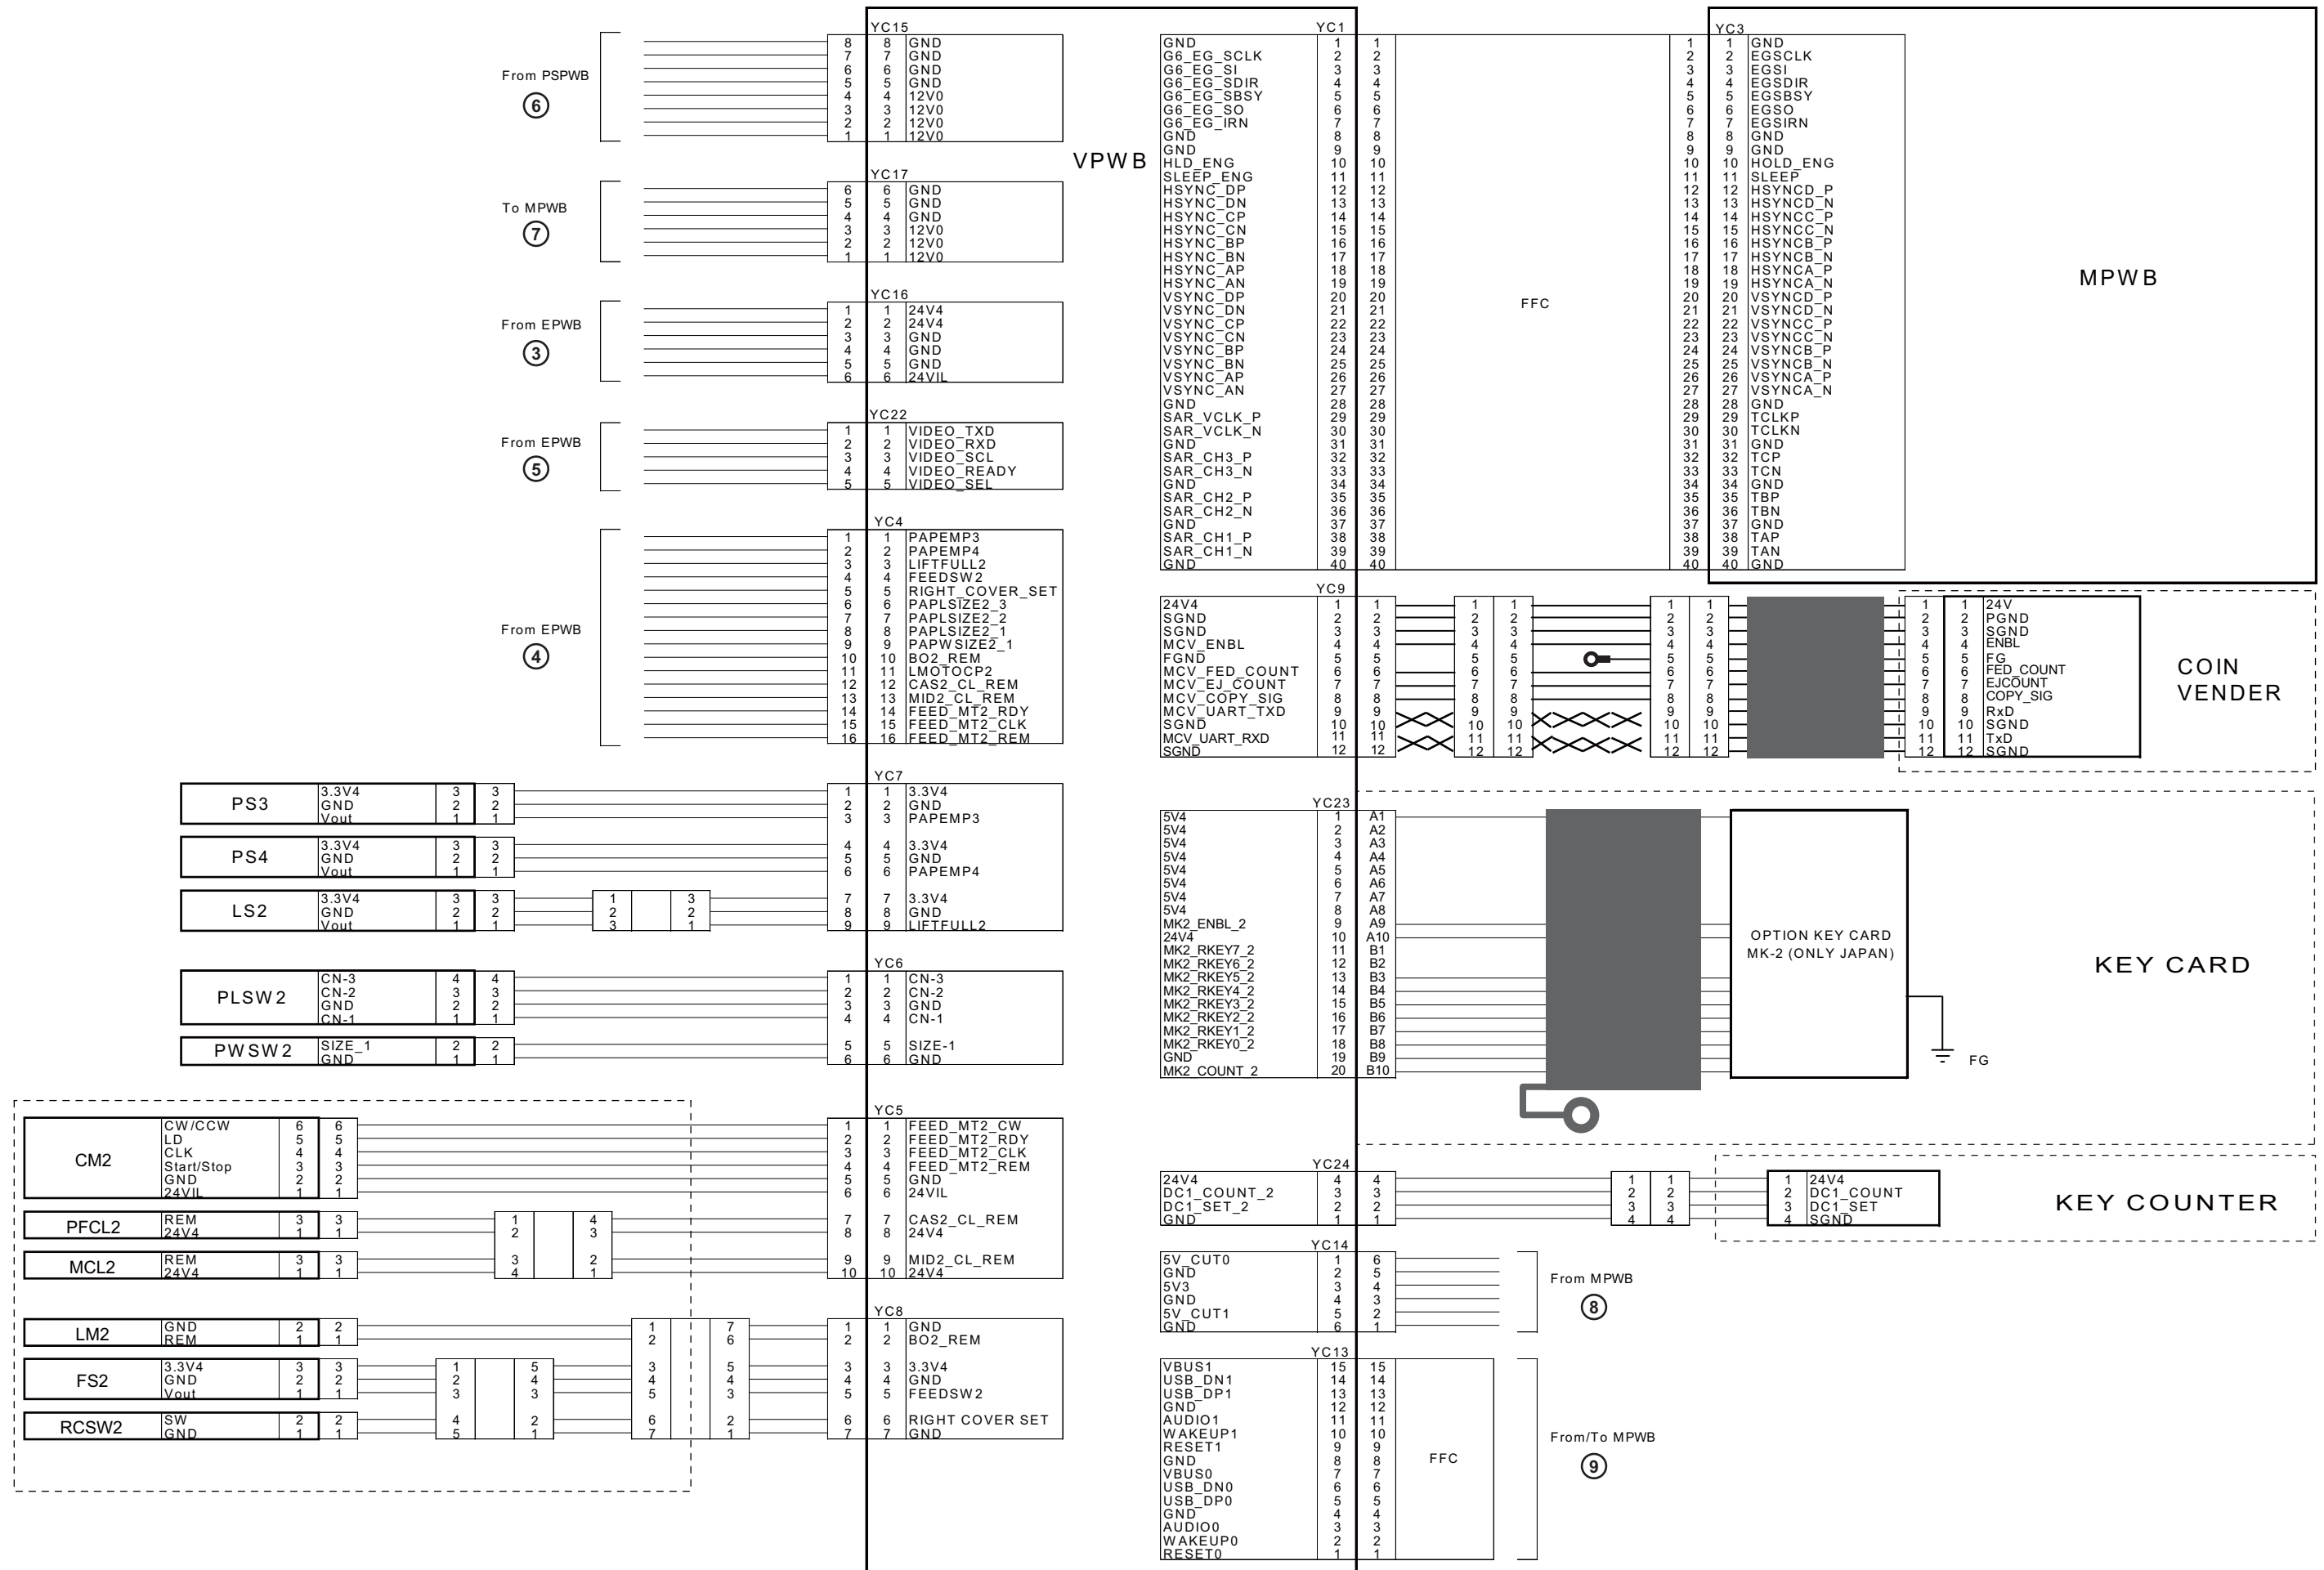 From PSPWB
6
YC15
8 8 GND
7 7 GND
6 6 GND
5 5 GND
4 4 12V0
3 3 12V0
2 2 12V0
1 1 12V0
To MPWB
7
YC17
6 6 GND
5 5 GND
4 4 GND
3 3 12V0
2 2 12V0
1 1 12V0
From EPWB
3
YC16
1 1 24V4
2 2 24V4
3 3 GND
4 4 GND
5 5 GND
6 6 24VIL
From EPWB
5
YC22
1 1 VIDEO_TXD
2 2 VIDEO_RXD
3 3 VIDEO_SCL
4 4 VIDEO_READY
5 5 VIDEO_SEL
From EPWB
4
YC4
1 1 PAPEMP3
2 2 PAPEMP4
3 3 LIFTFULL2
4 4 FEEDSW2
5 5 RIGHT_COVER_SET
6 6 PAPLSIZE2_3
7 7 PAPLSIZE2_2
8 8 PAPLSIZE2_1
9 9 PAPWSIZE2_1
10 10 BO2_REM
11 11 LMOTOCP2
12 12 CAS2_CL_REM
13 13 MID2_CL_REM
14 14 FEED_MT2_RDY
15 15 FEED_MT2_CLK
16 16 FEED_MT2_REM
YC7
PS3
3.3V4 3 3 1 1 3.3V4
GND 2 2 2 2 GND
Vout 1 1 3 3 PAPEMP3
PS4
3.3V4 3 3 4 4 3.3V4
GND 2 2 5 5 GND
Vout 1 1 6 6 PAPEMP4
LS2
3.3V4 3 3 1 3 7 7 3.3V4
GND 2 2 2 2 8 8 GND
Vout 1 1 3 1 9 9 LIFTFULL2
YC6
PLSW2
CN-3 4 4 1 1 CN-3
CN-2 3 3 2 2 CN-2
GND 2 2 3 3 GND
CN-1 1 1 4 4 CN-1
PWSW2
SIZE_1 2 2 5 5 SIZE-1
GND 1 1 6 6 GND
YC5
CM2
CW/CCW 6 6 1 1 FEED_MT2_CW
LD 5 5 2 2 FEED_MT2_RDY
CLK 4 4 3 3 FEED_MT2_CLK
Start/Stop 3 3 4 4 FEED_MT2_REM
GND 2 2 5 5 GND
24VIL 1 1 6 6 24VIL
PFCL2
REM 3 3 1 4 7 7 CAS2_CL_REM
24V4 1 1 2 3 8 8 24V4
MCL2
REM 3 3 3 2 9 9 MID2_CL_REM
24V4 1 1 4 1 10 10 24V4
YC8
LM2
GND 2 2 1 7 1 1 GND
REM 1 1 2 6 2 2 BO2_REM
FS2
3.3V4 3 3 1 5 3 5 3 3 3.3V4
GND 2 2 2 4 4 4 4 4 GND
Vout 1 1 3 3 5 3 5 5 FEEDSW2
RCSW2
SW 2 2 4 2 6 2 6 6 RIGHT COVER SET
GND 1 1 5 1 7 1 7 7 GND
VPWB
YC1
YC3
GND 1 1 1 1 GND
G6_EG_SCLK 2 2 2 2 EGSCLK
G6_EG_SI 3 3 3 3 EGSI
G6_EG_SDIR 4 4 4 4 EGSDIR
G6_EG_SBSY 5 5 5 5 EGSBSY
G6_EG_SO 6 6 6 6 EGSO
G6_EG_IRN 7 7 7 7 EGSIRN
GND 8 8 8 8 GND
GND 9 9 9 9 GND
HLD_ENG 10 10 10 10 HOLD_ENG
SLEEP_ENG 11 11 11 11 SLEEP
HSYNC_DP 12 12 12 12 HSYNCD_P
HSYNC_DN 13 13 13 13 HSYNCD_N
HSYNC_CP 14 14 14 14 HSYNCC_P
HSYNC_CN 15 15 15 15 HSYNCC_N
HSYNC_BP 16 16 16 16 HSYNCB_P
HSYNC_BN 17 17 17 17 HSYNCB_N
HSYNC_AP 18 18 18 18 HSYNCA_P
HSYNC_AN 19 19 19 19 HSYNCA_N
VSYNC_DP 20 20 20 20 VSYNCD_P
VSYNC_DN 21 21 21 21 VSYNCD_N
VSYNC_CP 22 22 22 22 VSYNCC_P
VSYNC_CN 23 23 23 23 VSYNCC_N
VSYNC_BP 24 24 24 24 VSYNCB_P
VSYNC_BN 25 25 25 25 VSYNCB_N
VSYNC_AP 26 26 26 26 VSYNCA_P
VSYNC_AN 27 27 27 27 VSYNCA_N
GND 28 28 28 28 GND
SAR_VCLK_P 29 29 29 29 TCLKP
SAR_VCLK_N 30 30 30 30 TCLKN
GND 31 31 31 31 GND
SAR_CH3_P 32 32 32 32 TCP
SAR_CH3_N 33 33 33 33 TCN
GND 34 34 34 34 GND
SAR_CH2_P 35 35 35 35 TBP
SAR_CH2_N 36 36 36 36 TBN
GND 37 37 37 37 GND
SAR_CH1_P 38 38 38 38 TAP
SAR_CH1_N 39 39 39 39 TAN
GND 40 40 40 40 GND
FFC
MPWB
YC9
24V4 1 1 1 1 1 1 1 1 24V
SGND 2 2 2 2 2 2 2 2 PGND
SGND 3 3 3 3 3 3 3 3 SGND
MCV_ENBL 4 4 4 4 4 4 4 4 ENBL
FGND 5 5 5 5 5 5 5 5 FG
MCV_FED_COUNT 6 6 6 6 6 6 6 6 FED_COUNT
MCV_EJ_COUNT 7 7 7 7 7 7 7 7 EJCOUNT
MCV_COPY_SIG 8 8 8 8 8 8 8 8 COPY_SIG
MCV_UART_TXD 9 9 9 9 9 9 9 9 RxD
SGND 10 10 10 10 10 10 10 10 SGND
MCV_UART_RXD 11 11 11 11 11 11 11 11 TxD
SGND 12 12 12 12 12 12 12 12 SGND
COIN
VENDER
YC23
5V4 1 A1
5V4 2 A2
5V4 3 A3
5V4 4 A4
5V4 5 A5
5V4 6 A6
5V4 7 A7
5V4 8 A8
MK2_ENBL_2 9 A9
24V4 10 A10
MK2_RKEY7_2 11 B1
MK2_RKEY6_2 12 B2
MK2_RKEY5_2 13 B3
MK2_RKEY4_2 14 B4
MK2_RKEY3_2 15 B5
MK2_RKEY2_2 16 B6
MK2_RKEY1_2 17 B7
MK2_RKEY0_2 18 B8
GND 19 B9
MK2_COUNT_2 20 B10
OPTION KEY CARD
MK-2 (ONLY JAPAN)
FG
KEY CARD
YC24
24V4 4 4 1 1 1 24V4
DC1_COUNT_2 3 3 2 2 2 DC1_COUNT
DC1_SET_2 2 2 3 3 3 DC1_SET
GND 1 1 4 4 4 SGND
KEY COUNTER
YC14
5V_CUT0 1 6
GND 2 5
5V3 3 4
GND 4 3
5V_CUT1 5 2
GND 6 1
From MPWB
8
YC13
VBUS1 15 15
USB_DN1 14 14
USB_DP1 13 13
GND 12 12
AUDIO1 11 11
WAKEUP1 10 10
RESET1 9 9
GND 8 8
VBUS0 7 7
USB_DN0 6 6
USB_DP0 5 5
GND 4 4
AUDIO0 3 3
WAKEUP0 2 2
RESET0 1 1
FFC
From/To MPWB
9